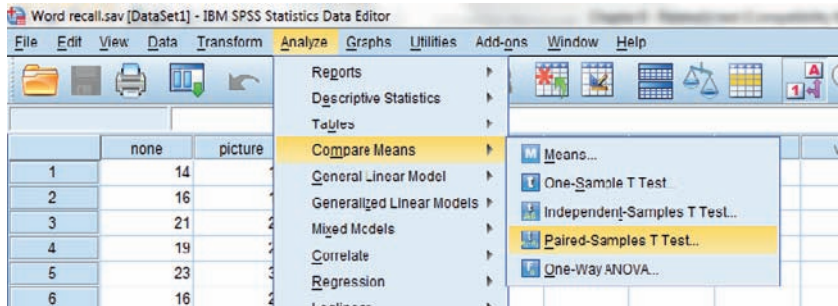 Word recall.sav [DataSet1] - IBM SPSS Statistics Data Editor
File Edit View Data Transform Analyze Graphs Utilities Add-ons Window Help
Reports
Descriptive Statistics
Tables
none picture Compare Means Means...
1 14 General Linear Model One-Sample T Test...
2 16 Generalized Linear Models Independent-Samples T Test...
3 21 Mixed Models Paired-Samples T Test...
4 19 Correlate One-Way ANOVA...
5 23 Regression
6 16